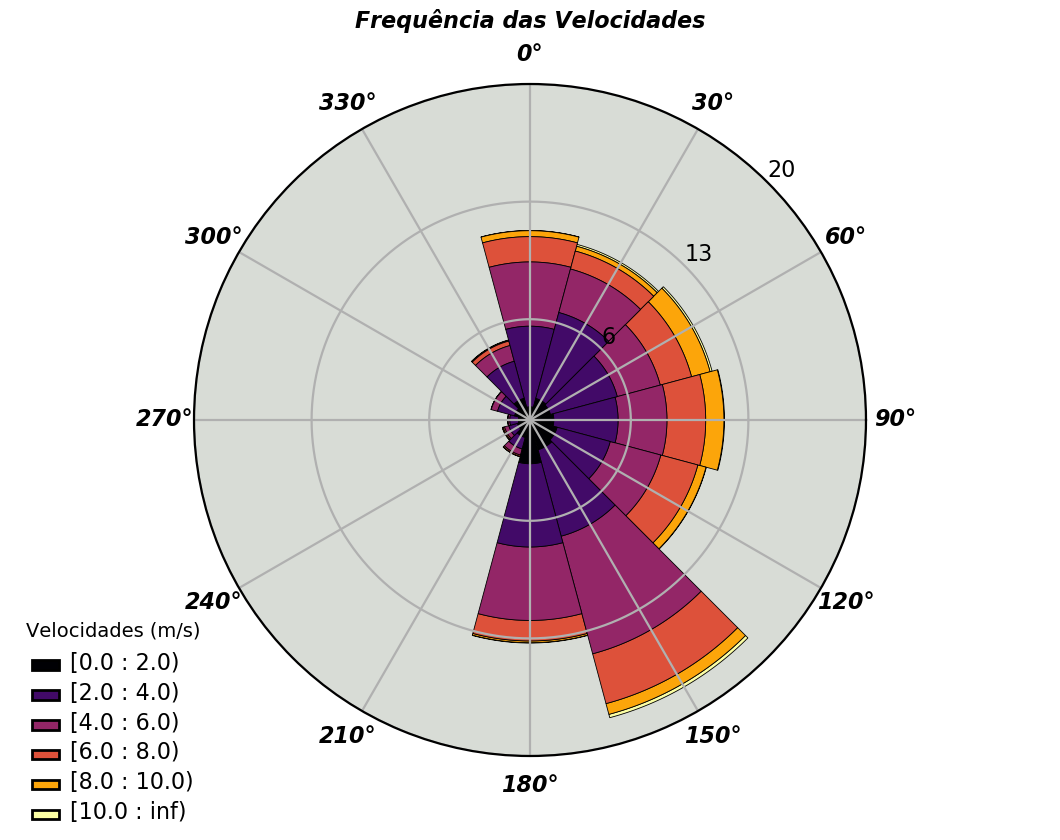 Frequência das Velocidades
0°
330°
30°
20
300°
60°
13
6
270°
90°
240°
120°
210°
150°
180°
Velocidades (m/s)
[0.0 : 2.0)
[2.0 : 4.0)
[4.0 : 6.0)
[6.0 : 8.0)
[8.0 : 10.0)
[10.0 : inf)